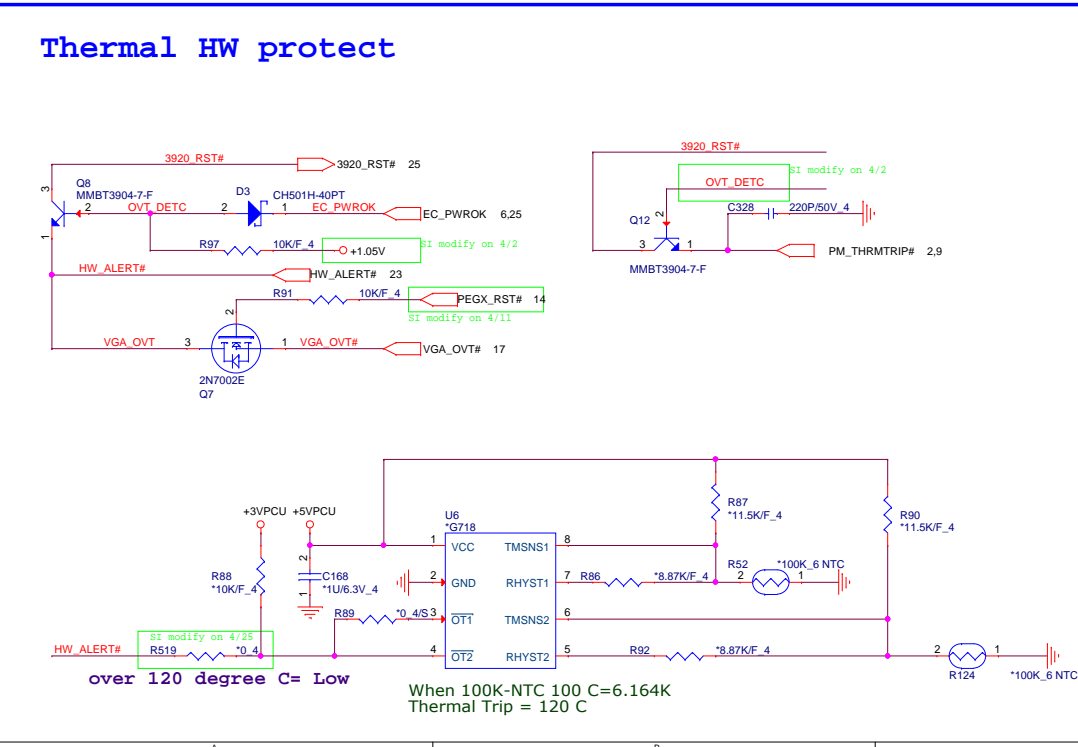 Thermal HW protect
3920_RST#
3920_RST# 25
3
Q8
MMBT3904-7-F
2
OVT_DETC
2
D3
CH501H-40PT
1
EC_PWROK
EC_PWROK 6,25
1
R97
10K/F_4
+1.05V
SI modify on 4/2
HW_ALERT#
HW_ALERT# 23
R91
10K/F_4
PEGX_RST# 14
SI modify on 4/11
2
VGA_OVT
3
1
VGA_OVT#
VGA_OVT# 17
2N7002E
Q7
3920_RST#
SI modify on 4/2
OVT_DETC
Q12
2
C328
220P/50V_4
3
1
PM_THRMTRIP# 2,9
MMBT3904-7-F
+3VPCU
+5VPCU
U6
*G718
R87
*11.5K/F_4
R90
*11.5K/F_4
1
VCC
TMSNS1
8
R88
*10K/F_4
2
C168
*1U/6.3V_4
1
2
GND
RHYST1
7
R86
*8.87K/F_4
R52
*100K_6 NTC
2
1
R89
*0_4/S
3
OT1
TMSNS2
6
SI modify on 4/25
HW_ALERT#
R519
*0_4
4
OT2
RHYST2
5
R92
*8.87K/F_4
2
1
R124
*100K_6 NTC
over 120 degree C= Low
When 100K-NTC 100 C=6.164K
Thermal Trip = 120 C